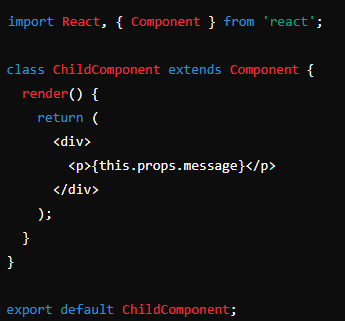 import React, { Component } from 'react';
class ChildComponent extends Component {
  render() {
    return (
      <div>
        <p>{this.props.message}</p>
      </div>
    );
  }
}
export default ChildComponent;